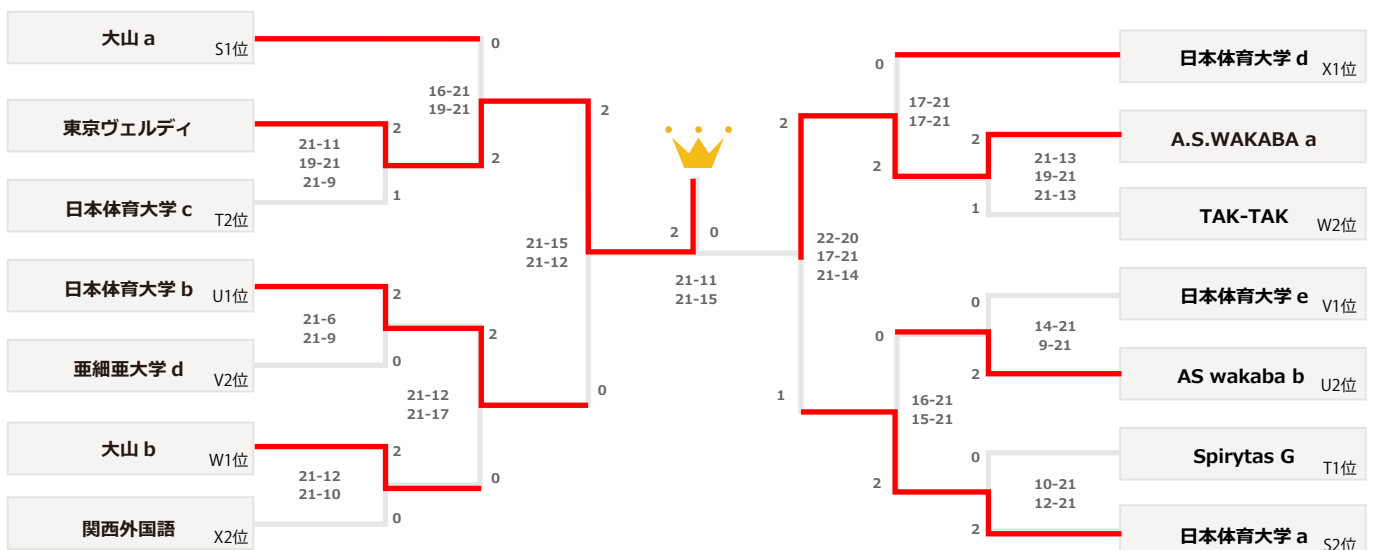 大山 a
S1位
0
16-21
19-21
東京ヴェルディ
2
21-11
19-21
21-9
2
2
日本体育大学 c
T2位
1
21-15
21-12
日本体育大学 b
U1位
2
21-6
21-9
2
亜細亜大学 d
V2位
0
21-12
21-17
0
大山 b
W1位
2
21-12
21-10
0
関西外国語
X2位
0
2
0
21-11
21-15
日本体育大学 d
X1位
0
17-21
17-21
2
2
A.S.WAKABA a
2
21-13
19-21
21-13
TAK-TAK
W2位
1
22-20
17-21
21-14
日本体育大学 e
V1位
0
14-21
9-21
0
AS wakaba b
U2位
2
1
16-21
15-21
Spirytas G
T1位
0
10-21
12-21
2
日本体育大学 a
S2位
2